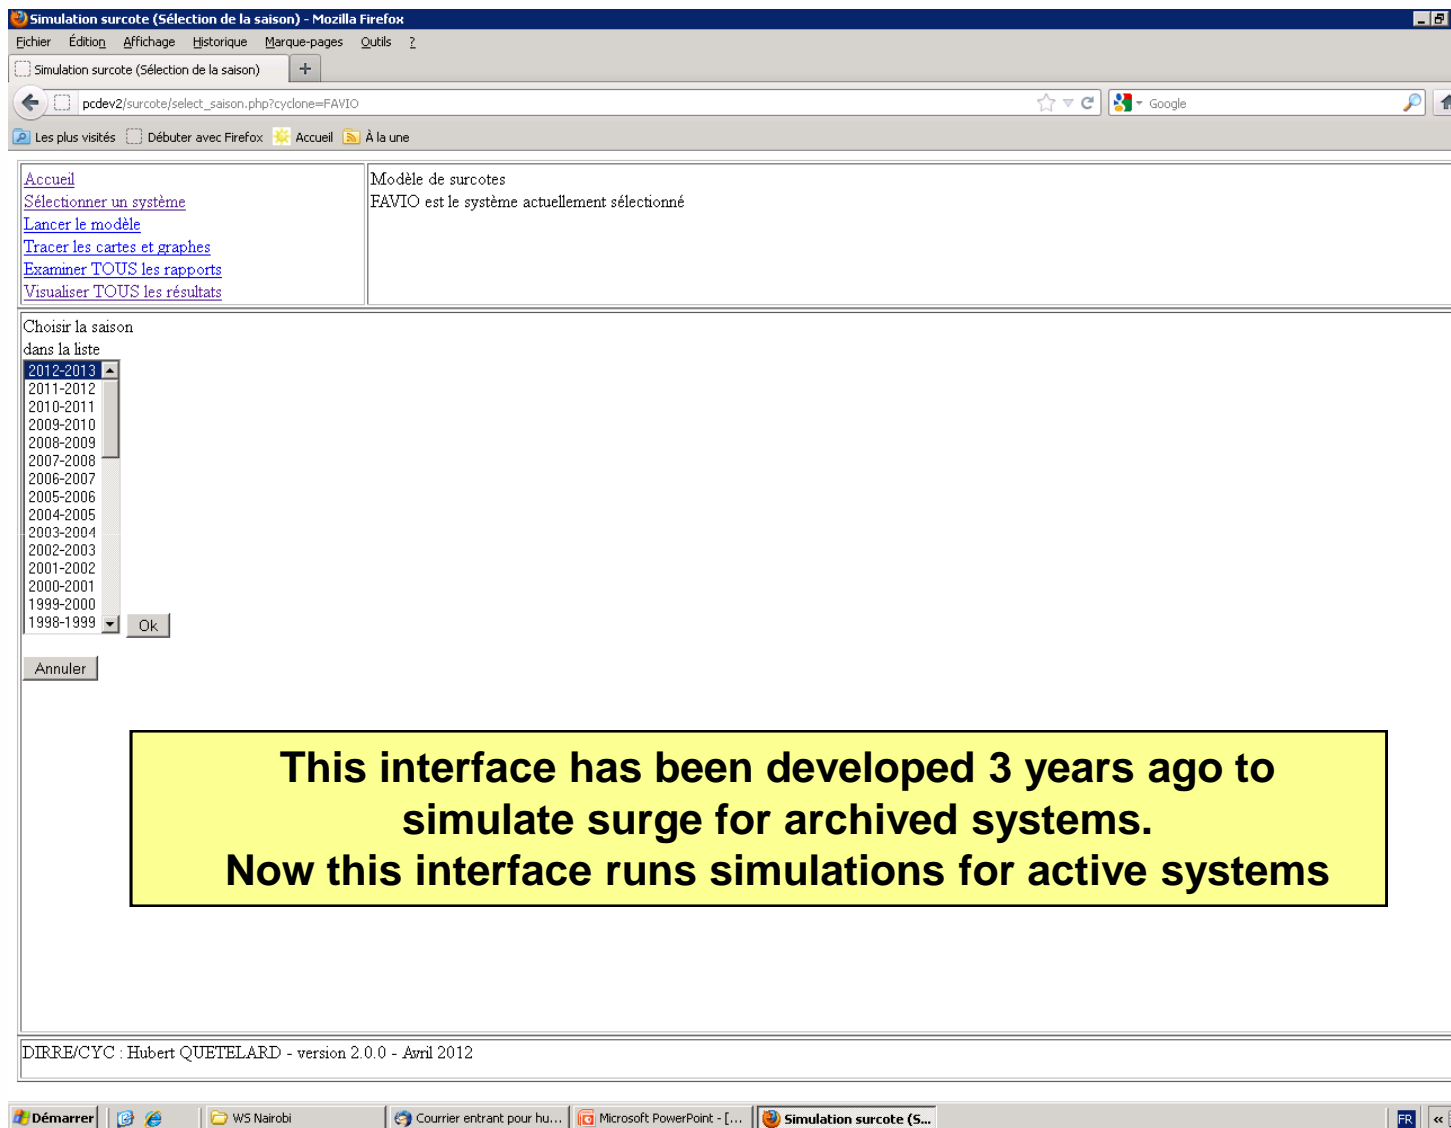 Simulation surcote (Sélection de la saison) - Mozilla Firefox
Fichier Édition Affichage Historique Marque-pages Outils ?
Simulation surcote (Sélection de la saison) +
pcdev2/surcote/select_saison.php?cyclone=FAVIO Google
Les plus visités Débuter avec Firefox Accueil À la une
Accueil
Sélectionner un système
Lancer le modèle
Tracer les cartes et graphes
Examiner TOUS les rapports
Visualiser TOUS les résultats
Modèle de surcotes
FAVIO est le système actuellement sélectionné
Choisir la saison
dans la liste
2012-2013
2011-2012
2010-2011
2009-2010
2008-2009
2007-2008
2006-2007
2005-2006
2004-2005
2003-2004
2002-2003
2001-2002
2000-2001
1999-2000
1998-1999 Ok
Annuler
This interface has been developed 3 years ago to
simulate surge for archived systems.
Now this interface runs simulations for active systems
DIRRE/CYC : Hubert QUETELARD - version 2.0.0 - Avril 2012
Démarrer WS Nairobi Courrier entrant pour hu... Microsoft PowerPoint - [... Simulation surcote (S... FR «